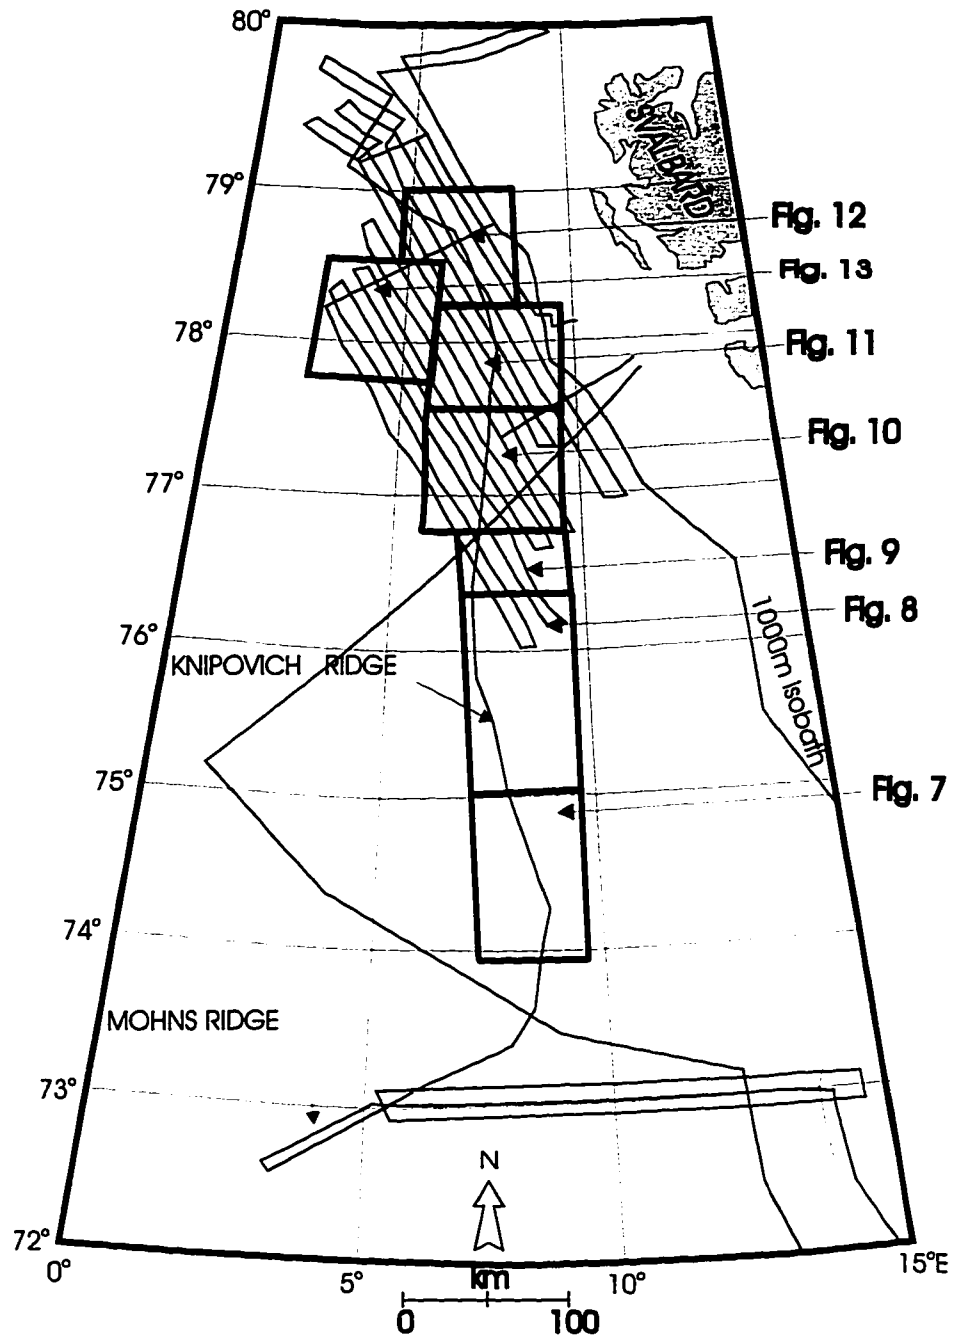 80°
SVALBARD
79°
Fig. 12
Fig. 13
78°
Fig. 11
Fig. 10
77°
Fig. 9
Fig. 8
76°
1000m Isobath
KNIPOVICH RIDGE
75°
Fig. 7
74°
MOHNS RIDGE
73°
N
72°
0°
5°
km
10°
15°E
0
100